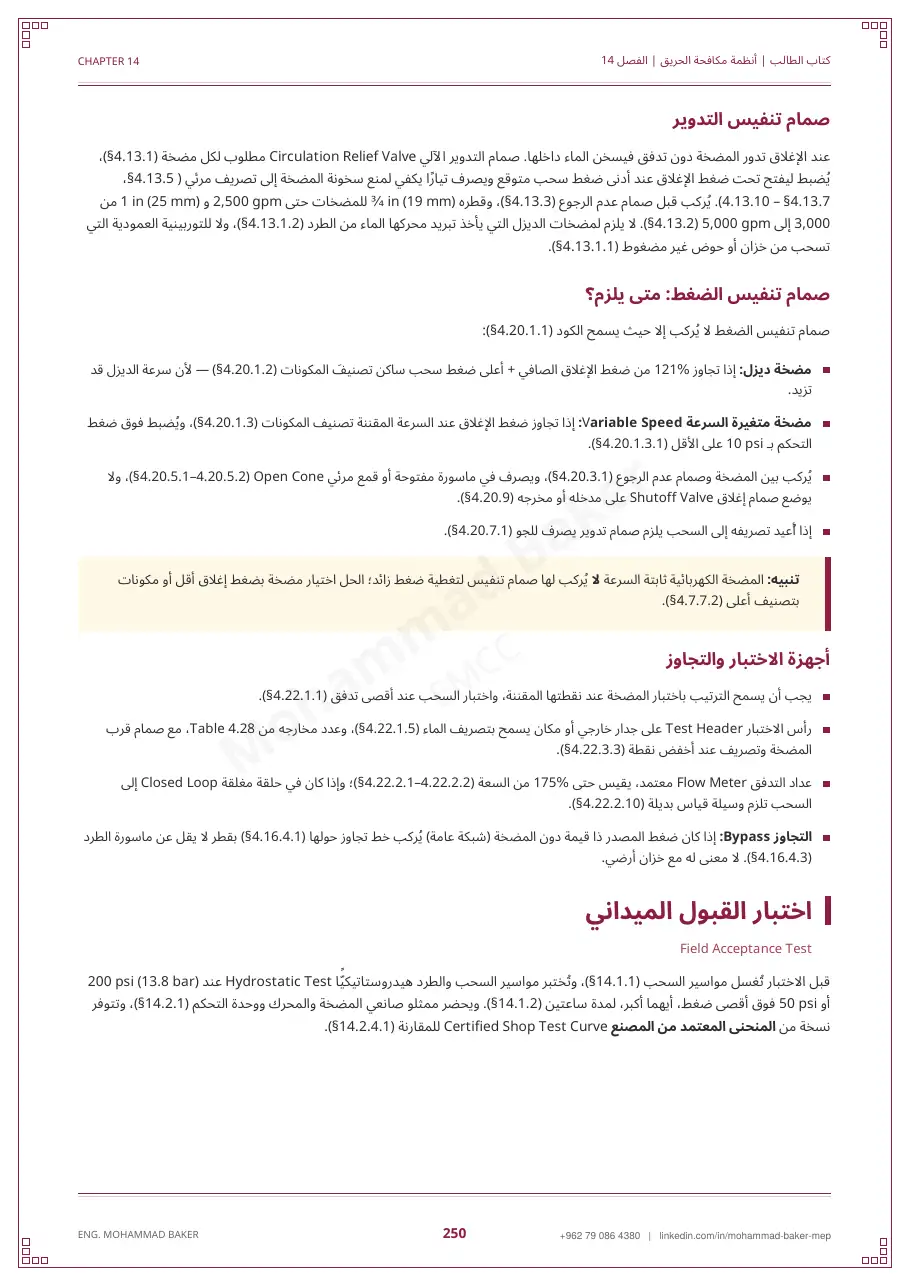 كتاب الطالب | أنظمة مكافحة الحريق | الفصل 14
CHAPTER 14
صمام تنفيس التدوير
عند الإغلاق تدور المضخة دون تدفق فيسخن الماء داخلها. صمام التدوير الآلي Circulation Relief Valve مطلوب لكل مضخة (§4.13.1)،
يُضبط ليفتح تحت ضغط الإغلاق عند أدنى ضغط سحب متوقع ويصرف تيارًا يكفي لمنع سخونة المضخة إلى تصريف مرئي (§4.13.5،
§4.13.7 – 4.13.10). يُركب قبل صمام عدم الرجوع (§4.13.3)، وقطره ¾ in (19 mm) للمضخات حتى 2,500 gpm و 1 in (25 mm) من
3,000 إلى 5,000 gpm (§4.13.2). لا يلزم لمضخات الديزل التي يأخذ تبريد محركها الماء من الطرد (§4.13.1.2)، ولا للتوربينية العمودية التي
تسحب من خزان أو حوض غير مضغوط (§4.13.1.1).
صمام تنفيس الضغط: متى يلزم؟
صمام تنفيس الضغط لا يُركب إلا حيث يسمح الكود (§4.20.1.1):
مضخة ديزل: إذا تجاوز 121% من ضغط الإغلاق الصافي + أعلى ضغط سحب ساكن تصنيفَ المكونات (§4.20.1.2) — لأن سرعة الديزل قد
تزيد.
مضخة متغيرة السرعة Variable Speed: إذا تجاوز ضغط الإغلاق عند السرعة المقننة تصنيف المكونات (§4.20.1.3)، ويُضبط فوق ضغط
التحكم بـ 10 psi على الأقل (§4.20.1.3.1).
يُركب بين المضخة وصمام عدم الرجوع (§4.20.3.1)، ويصرف في ماسورة مفتوحة أو قمع مرئي Open Cone (§4.20.5.1–4.20.5.2)، ولا
يوضع صمام إغلاق Shutoff Valve على مدخله أو مخرجه (§4.20.9).
إذا أُعيد تصريفه إلى السحب يلزم صمام تدوير يصرف للجو (§4.20.7.1).
تنبيه: المضخة الكهربائية ثابتة السرعة لا يُركب لها صمام تنفيس لتغطية ضغط زائد؛ الحل اختيار مضخة بضغط إغلاق أقل أو مكونات
بتصنيف أعلى (§4.7.7.2).
أجهزة الاختبار والتجاوز
يجب أن يسمح الترتيب باختبار المضخة عند نقطتها المقننة، واختبار السحب عند أقصى تدفق (§4.22.1.1).
رأس الاختبار Test Header على جدار خارجي أو مكان يسمح بتصريف الماء (§4.22.1.5)، وعدد مخارجه من Table 4.28، مع صمام قرب
المضخة وتصريف عند أخفض نقطة (§4.22.3.3).
عداد التدفق Flow Meter معتمد، يقيس حتى 175% من السعة (§4.22.2.1–4.22.2.2)؛ وإذا كان في حلقة مغلقة Closed Loop إلى
السحب تلزم وسيلة قياس بديلة (§4.22.2.10).
التجاوز Bypass: إذا كان ضغط المصدر ذا قيمة دون المضخة (شبكة عامة) يُركب خط تجاوز حولها (§4.16.4.1) بقطر لا يقل عن ماسورة الطرد
(§4.16.4.3). لا معنى له مع خزان أرضي.
اختبار القبول الميداني
Field Acceptance Test
قبل الاختبار تُغسل مواسير السحب (§14.1.1)، وتُختبر مواسير السحب والطرد هيدروستاتيكيًّا Hydrostatic Test عند 200 psi (13.8 bar)
أو 50 psi فوق أقصى ضغط، أيهما أكبر، لمدة ساعتين (§14.1.2). ويحضر ممثلو صانعي المضخة والمحرك ووحدة التحكم (§14.2.1)، وتتوفر
نسخة من المنحنى المعتمد من المصنع Certified Shop Test Curve للمقارنة (§14.2.4.1).
Mohammad baker
SMCC
ENG. MOHAMMAD BAKER
250
+962 79 086 4380 | linkedin.com/in/mohammad-baker-mep